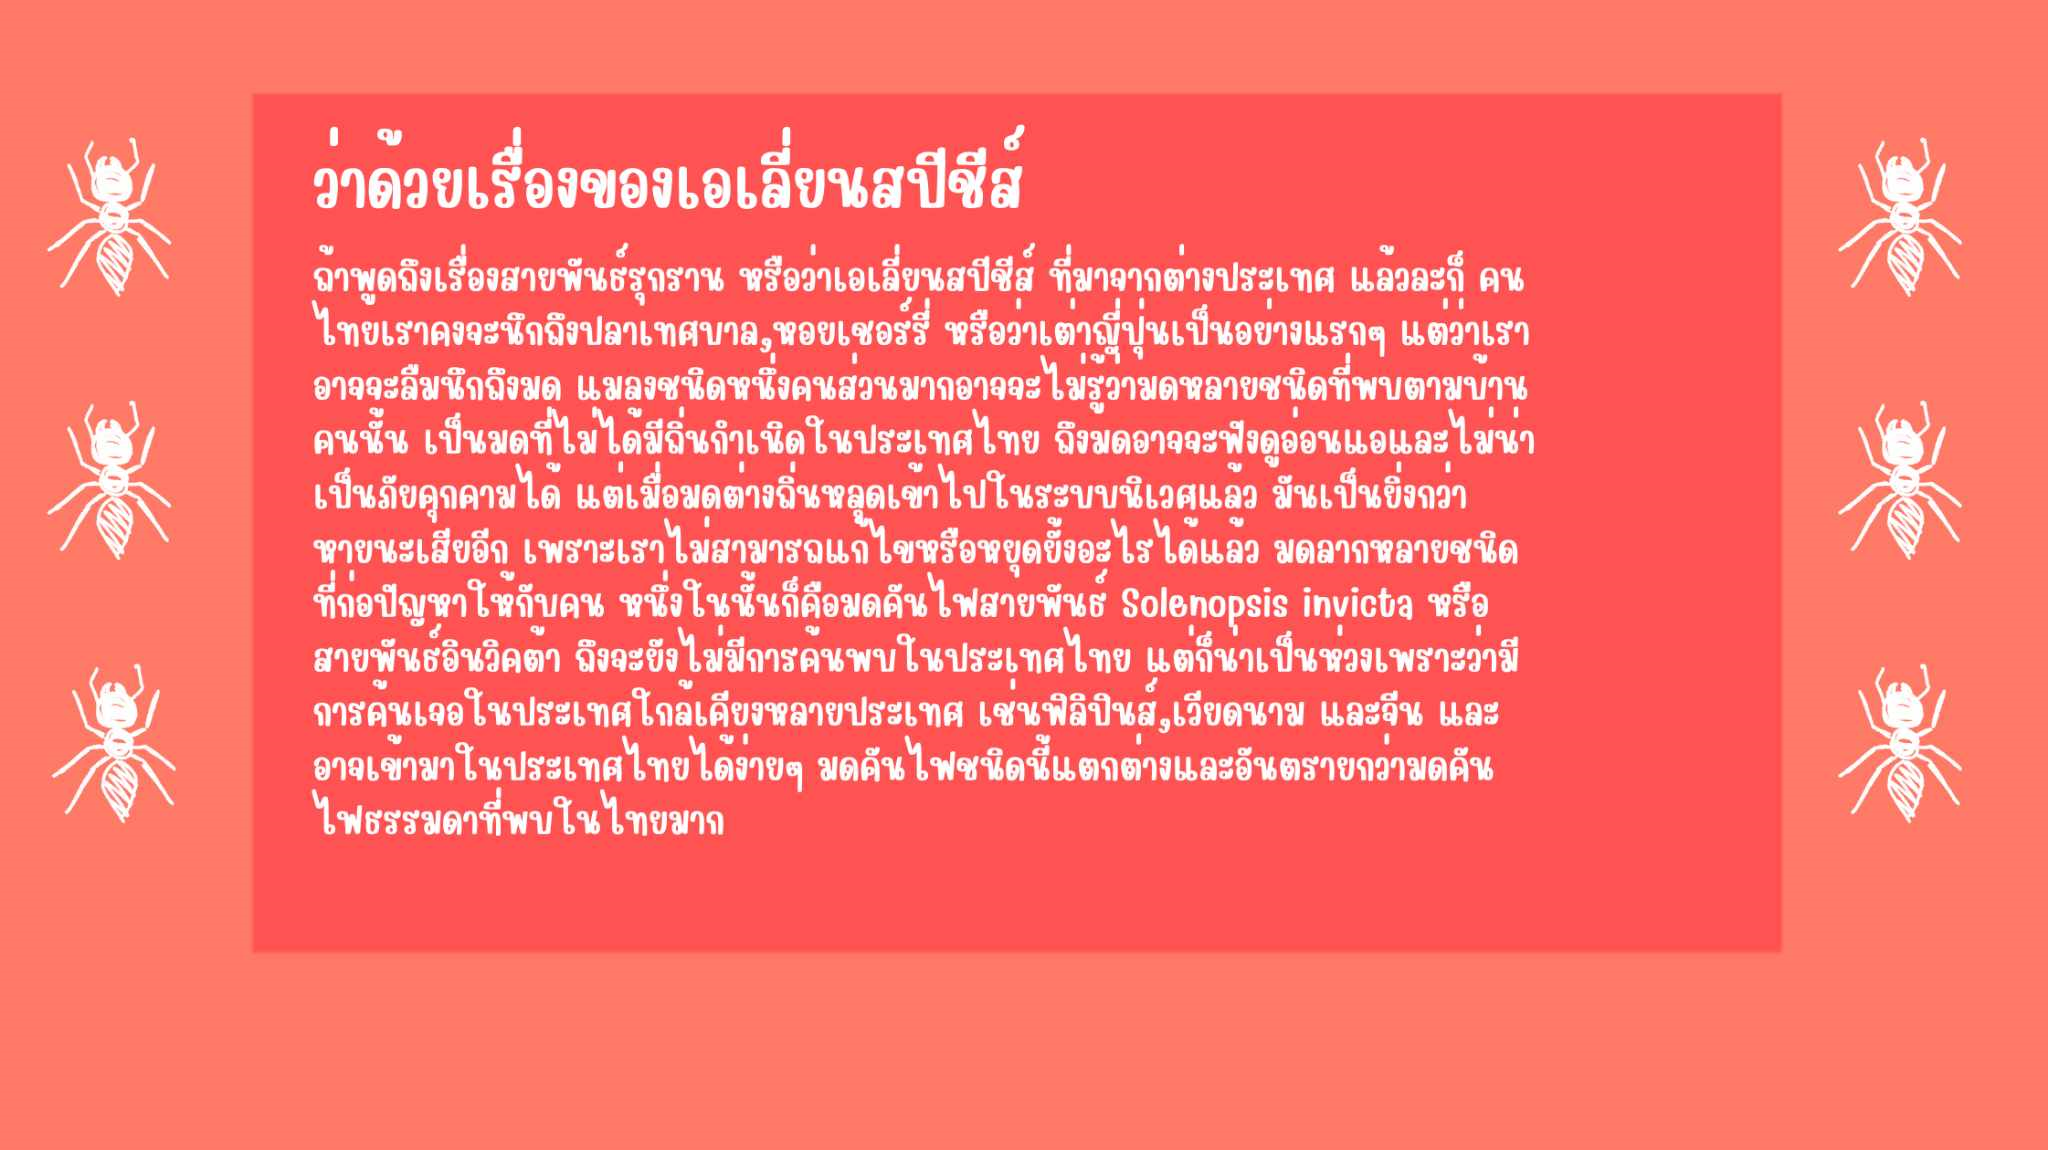 ว่าด้วยเรื่องของเอเลี่ยนสปีชีส์
ถ้าพูดถึงเรื่องสายพันธ์รุกราน หรือว่าเอเลี่ยนสปีชีส์ ที่มาจากต่างประเทศ แล้วละก็ คน
ไทยเราคงจะนึกถึงปลาเทศบาล,หอยเชอร์รี่ หรือว่าเต่าญี่ปุ่นเป็นอย่างแรกๆ แต่ว่าเรา
อาจจะลืมนึกถึงมด แมลงชนิดหนึ่งคนส่วนมากอาจจะไม่รู้ว่ามดหลายชนิดที่พบตามบ้าน
คนนั้น เป็นมดที่ไม่ได้มีถิ่นกำเนิดในประเทศไทย ถึงมดอาจจะฟังดูอ่อนแอและไม่น่า
เป็นภัยคุกคามได้ แต่เมื่อมดต่างถิ่นหลุดเข้าไปในระบบนิเวศแล้ว มันเป็นยิ่งกว่า
หายนะเสียอีก เพราะเราไม่สามารถแก้ไขหรือหยุดยั้งอะไรได้แล้ว มดลากหลายชนิด
ที่ก่อปัญหาให้กับคน หนึ่งในนั้นก็คือมดคันไฟสายพันธ์ Solenopsis invicta หรือ
สายพันธ์อินวิคต้า ถึงจะยังไม่มีการค้นพบในประเทศไทย แต่ก็น่าเป็นห่วงเพราะว่ามี
การค้นเจอในประเทศใกล้เคียงหลายประเทศ เช่นฟิลิปินส์,เวียดนาม และจีน และ
อาจเข้ามาในประเทศไทยได้ง่ายๆ มดคันไฟชนิดนี้แตกต่างและอันตรายกว่ามดคัน
ไฟธรรมดาที่พบในไทยมาก